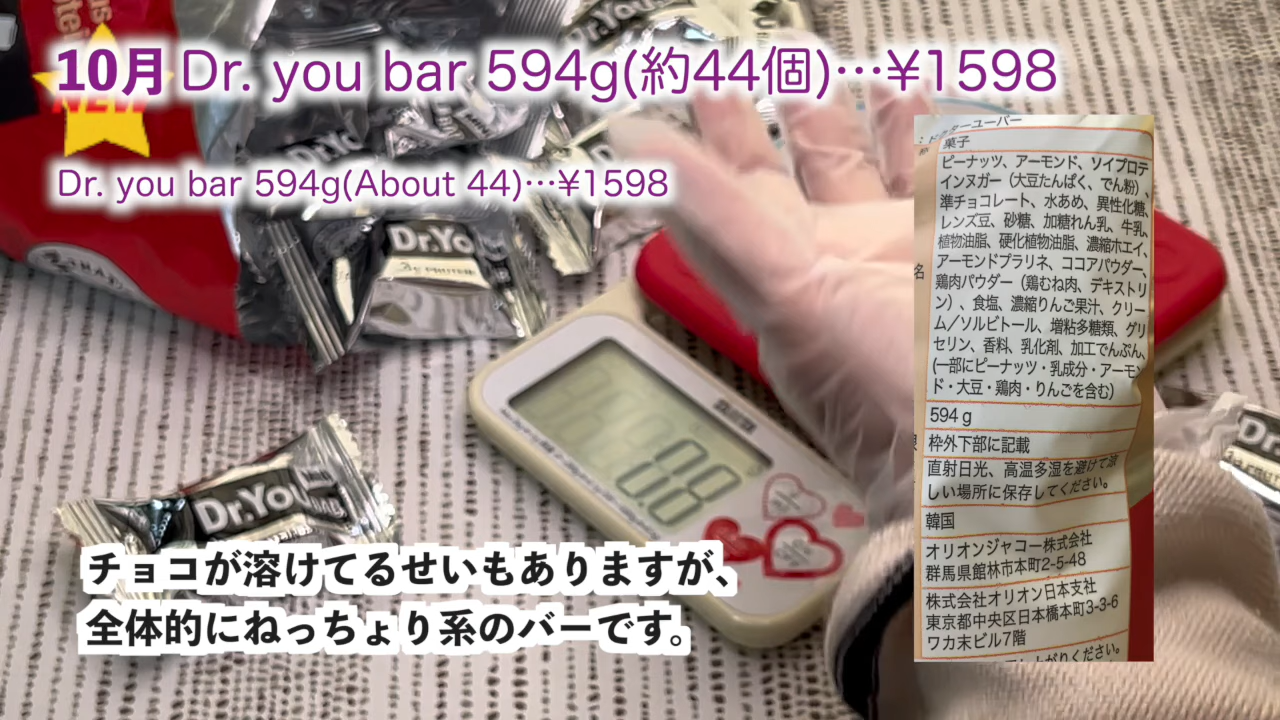 10月 Dr. you bar 594g(約44個)…¥1598
Dr. you bar 594g(About 44)…¥1598
NEW
Dr.You
Dr.Yo
Dr.You
Dr.You
菓子
ピーナッツ、アーモンド、ソイプロテ
インヌガー（大豆たんぱく、でん粉）、
準チョコレート、水あめ、異性化糖、
レンズ豆、砂糖、加糖れん乳、牛乳、
植物油脂、硬化植物油脂、濃縮ホエイ、
アーモンドプラリネ、ココアパウダー、
鶏肉パウダー（鶏むね肉、デキストリ
ン）、食塩、濃縮りんご果汁、クリー
ム／ソルビトール、増粘多糖類、グリ
セリン、香料、乳化剤、加工でんぷん、
(一部にピーナッツ・乳成分・アーモン
ド・大豆・鶏肉・りんごを含む)
594 g
枠外下部に記載
直射日光、高温多湿を避けて涼
しい場所に保存してください。
韓国
オリオンジャコー株式会社
群馬県館林市本町2-5-48
株式会社オリオン日本支社
東京都中央区日本橋本町3-3-6
ワカ末ビル7階
チョコが溶けてるせいもありますが、
全体的にねっちょり系のバーです。